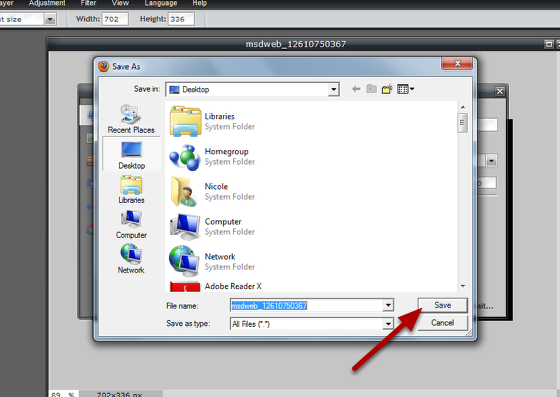 Adjustment Filter View Language Help
size Width: 702 Height: 336
msdweb_12610750367
Save As
Save in: Desktop
Recent Places
Desktop
Libraries
Computer
Network
Libraries
System Folder
Homegroup
System Folder
Nicole
System Folder
Computer
System Folder
Network
System Folder
Adobe Reader X
File name: msdweb_12610750367 Save
Save as type: All Files (*.*) Cancel
89 % 702x336 px